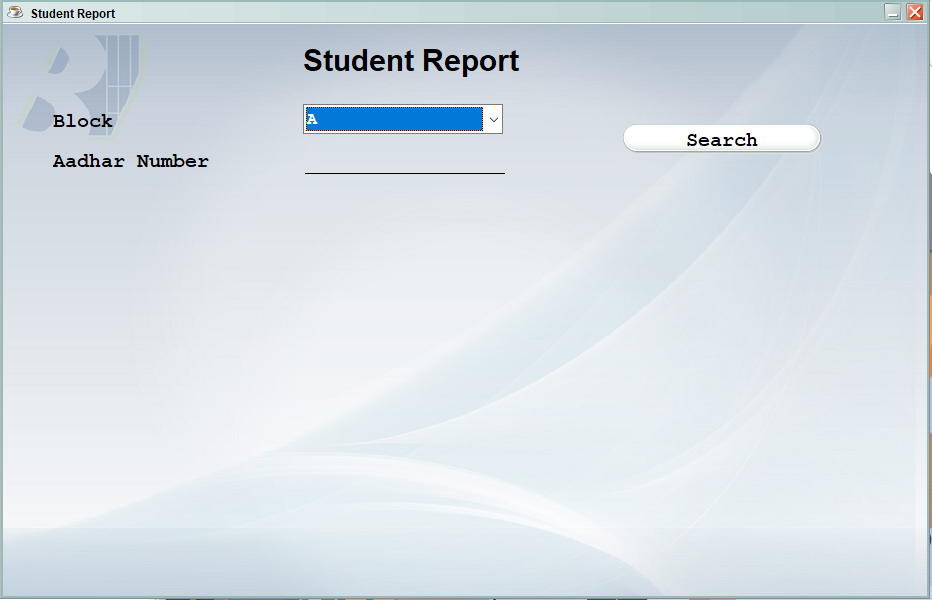 Student Report
Student Report
Block
A
Search
Aadhar Number